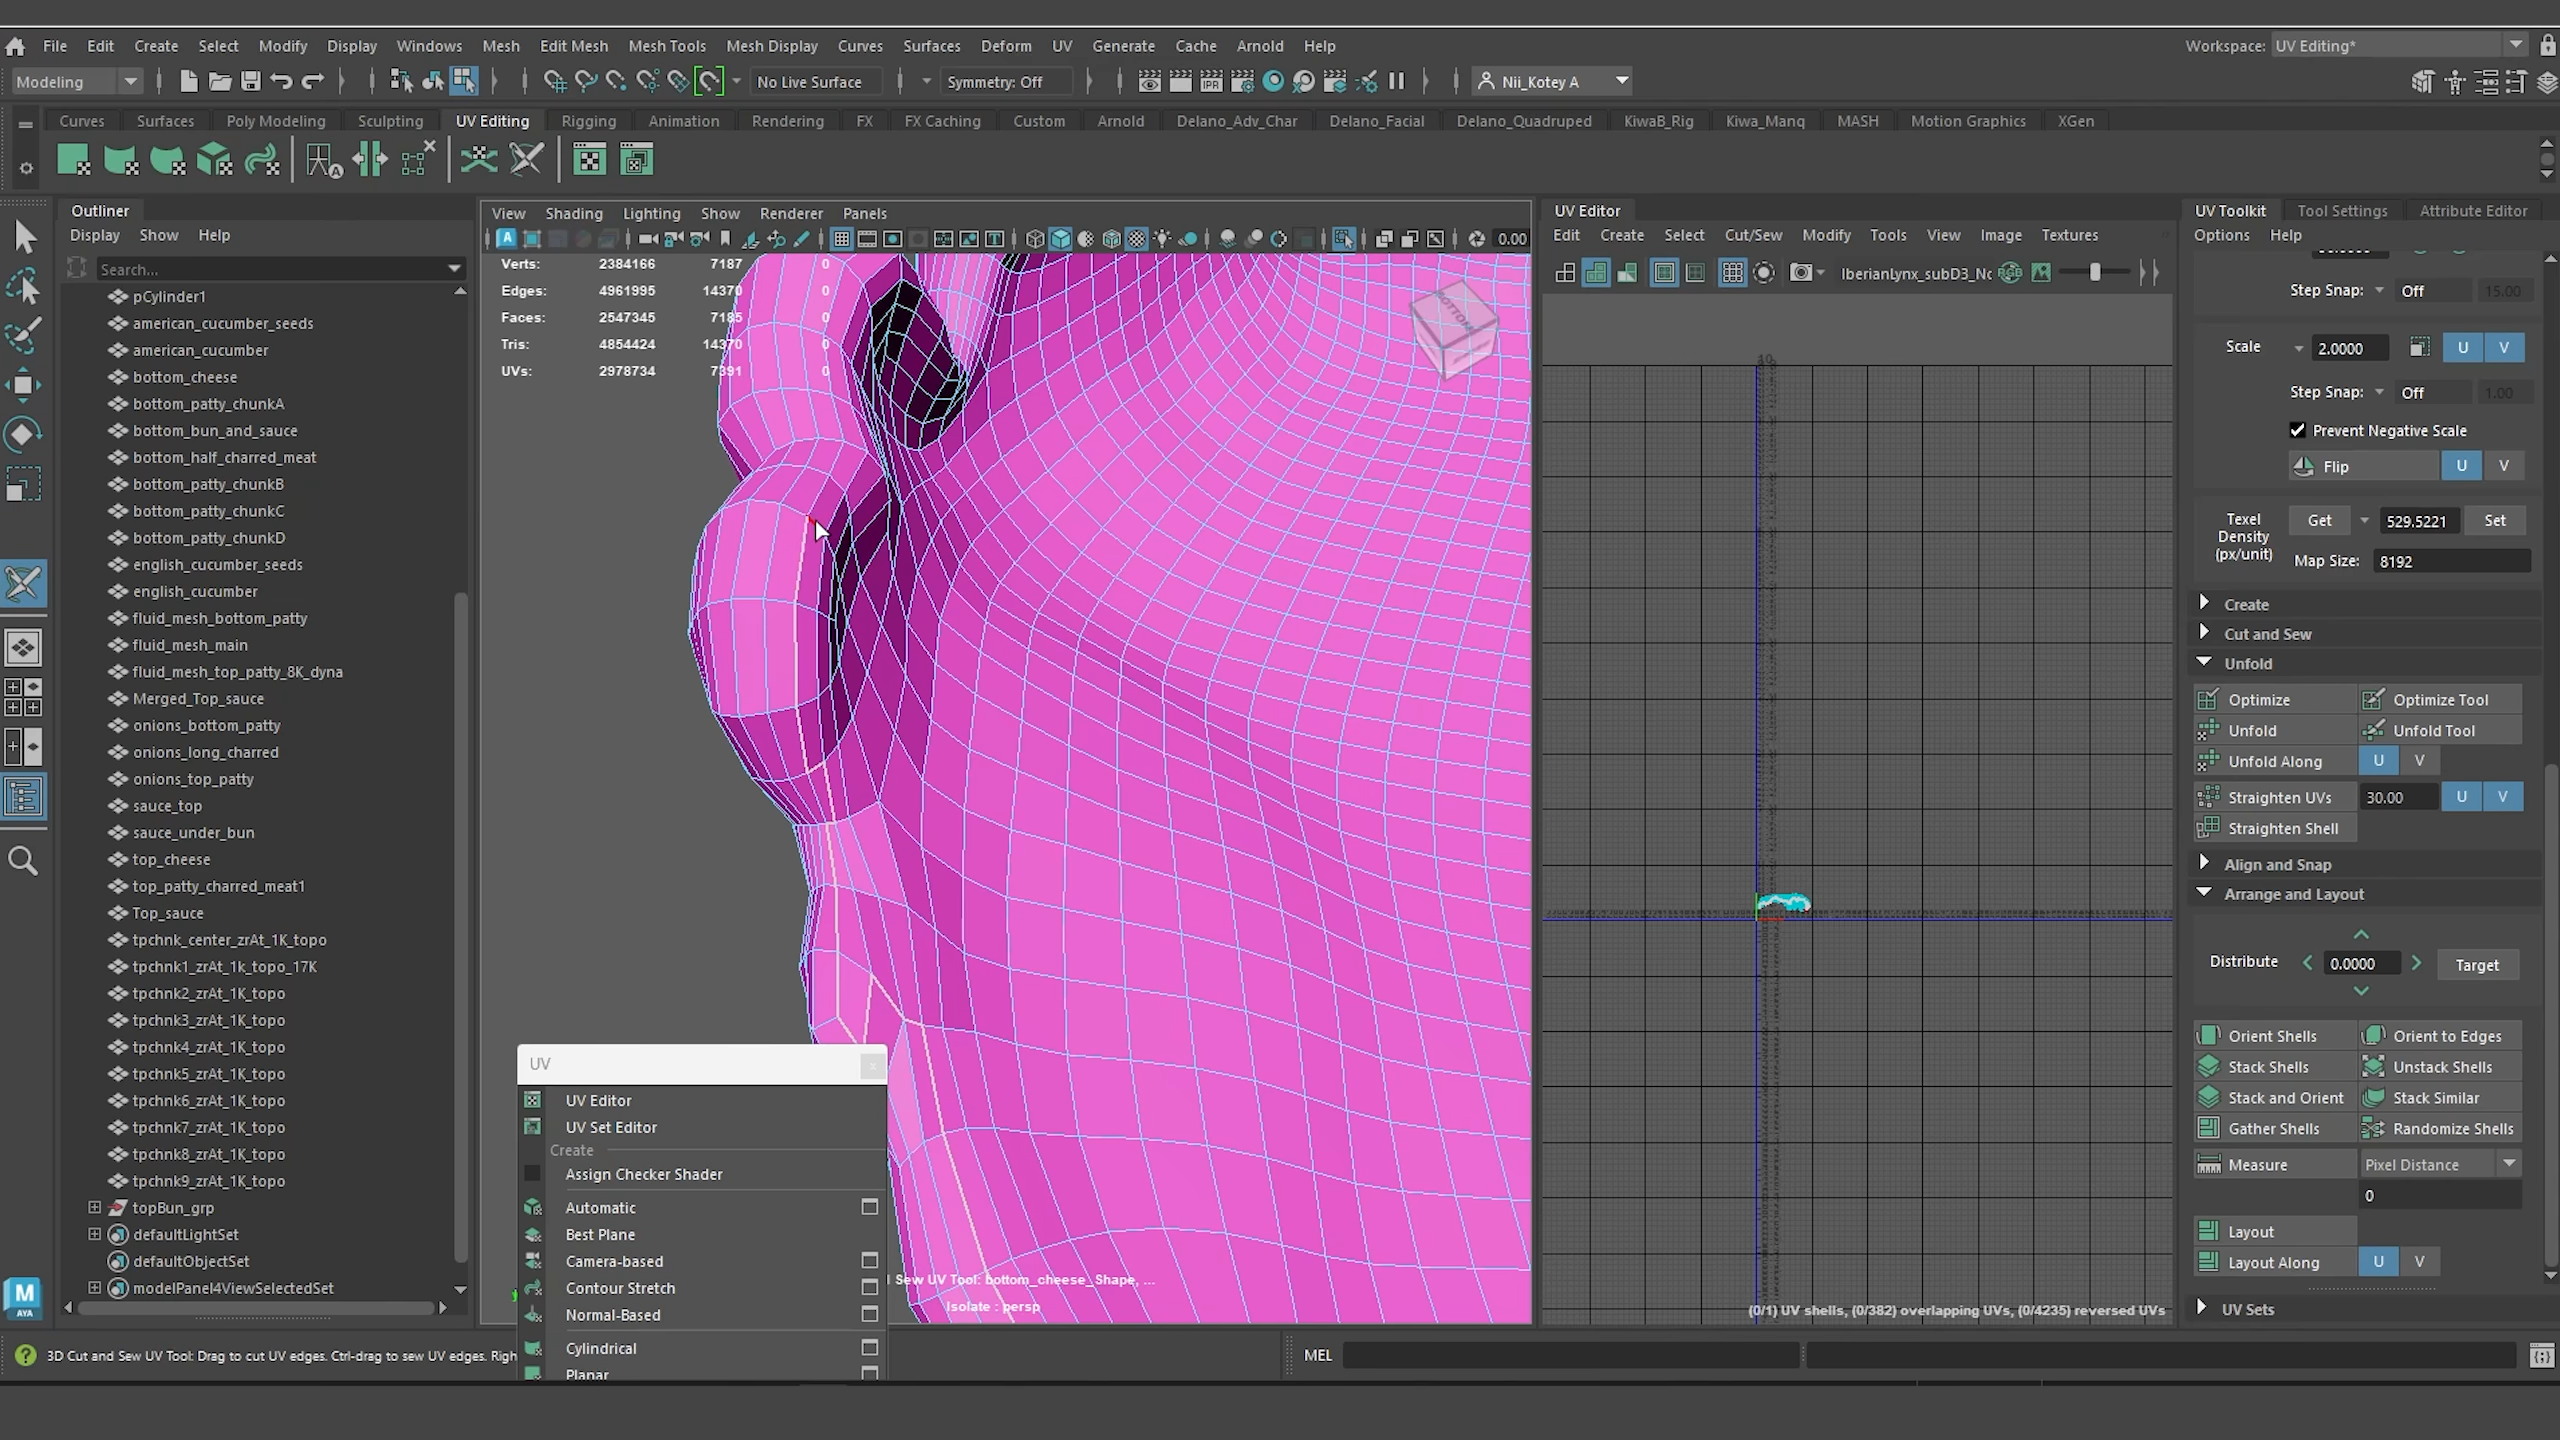 File Edit Create Select Modify Display Windows Mesh Edit Mesh Mesh Tools Mesh Display Curves Surfaces Deform UV Generate Cache Arnold Help
Workspace: UV Editing*
Modeling
No Live Surface
Symmetry: Off
IPR
Nii_Kotey A
Curves Surfaces Poly Modeling Sculpting UV Editing Rigging Animation Rendering FX FX Caching Custom Arnold Delano_Adv_Char Delano_Facial Delano_Quadruped KiwaB_Rig Kiwa_Manq MASH Motion Graphics XGen
Outliner
Display Show Help
Search...
pCylinder1
american_cucumber_seeds
american_cucumber
bottom_cheese
bottom_patty_chunkA
bottom_bun_and_sauce
bottom_half_charred_meat
bottom_patty_chunkB
bottom_patty_chunkC
bottom_patty_chunkD
english_cucumber_seeds
english_cucumber
fluid_mesh_bottom_patty
fluid_mesh_main
fluid_mesh_top_patty_8K_dyna
Merged_Top_sauce
onions_bottom_patty
onions_long_charred
onions_top_patty
sauce_top
sauce_under_bun
top_cheese
top_patty_charred_meat1
Top_sauce
tpchnk_center_zrAt_1K_topo
tpchnk1_zrAt_1k_topo_17K
tpchnk2_zrAt_1K_topo
tpchnk3_zrAt_1K_topo
tpchnk4_zrAt_1K_topo
tpchnk5_zrAt_1K_topo
tpchnk6_zrAt_1K_topo
tpchnk7_zrAt_1K_topo
tpchnk8_zrAt_1K_topo
tpchnk9_zrAt_1K_topo
topBun_grp
defaultLightSet
defaultObjectSet
modelPanel4ViewSelectedSet
M
AYA
View Shading Lighting Show Renderer Panels
0.00
Verts: 2384166 7187 0
Edges: 4961995 14370 0
Faces: 2547345 7185 0
Tris: 4854424 14370 0
UVs: 2978734 7391 0
BOTTOM
UV
UV Editor
UV Set Editor
Create
Assign Checker Shader
Automatic
Best Plane
Camera-based
Contour Stretch
Normal-Based
Cylindrical
Planar
Sew UV Tool: bottom_cheese_Shape, ...
Isolate : persp
UV Editor
Edit Create Select Cut/Sew Modify Tools View Image Textures
IberianLynx_subD3_Nc
10
(0/1) UV shells, (0/382) overlapping UVs, (0/4235) reversed UVs
UV Toolkit Tool Settings Attribute Editor
Options Help
Step Snap: Off 15.00
Scale 2.0000 U V
Step Snap: Off 1.00
Prevent Negative Scale
Flip U V
Texel Density (px/unit) Get 529.5221 Set
Map Size: 8192
Create
Cut and Sew
Unfold
Optimize Optimize Tool
Unfold Unfold Tool
Unfold Along U V
Straighten UVs 30.00 U V
Straighten Shell
Align and Snap
Arrange and Layout
Distribute 0.0000 Target
Orient Shells Orient to Edges
Stack Shells Unstack Shells
Stack and Orient Stack Similar
Gather Shells Randomize Shells
Measure Pixel Distance
0
Layout
Layout Along U V
UV Sets
3D Cut and Sew UV Tool: Drag to cut UV edges. Ctrl-drag to sew UV edges. Righ
MEL